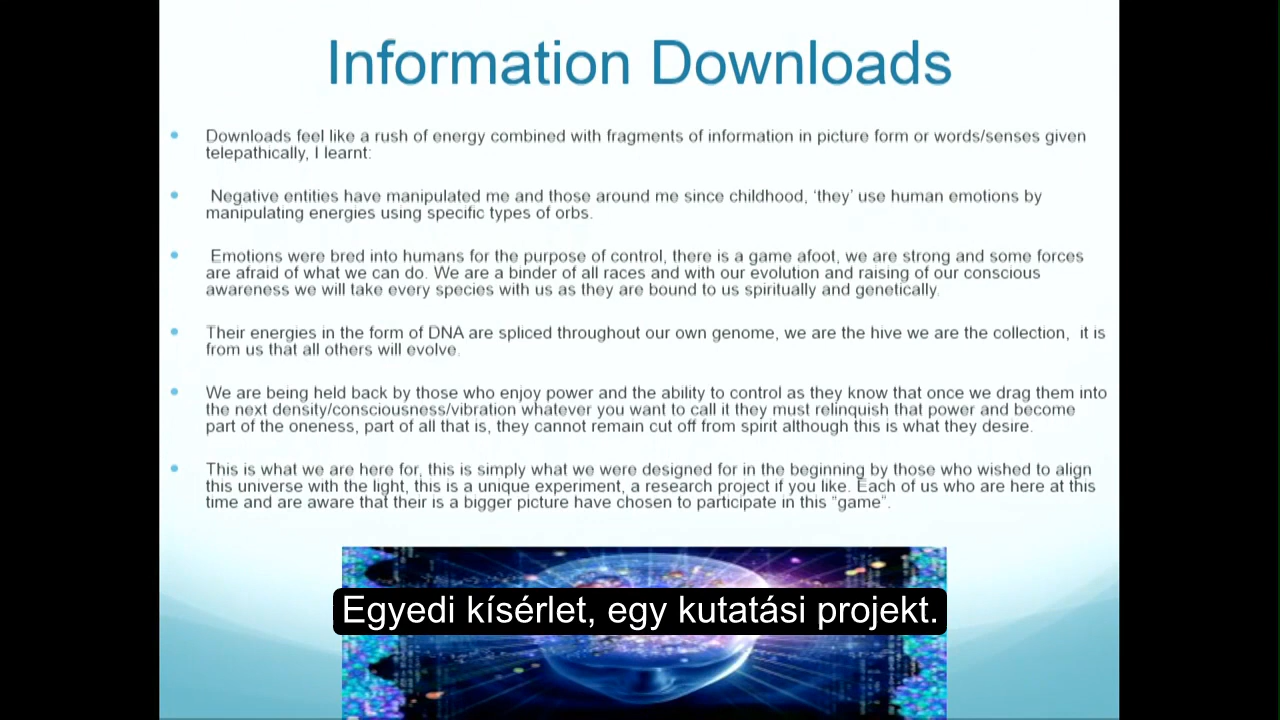 Information Downloads
Downloads feel like a rush of energy combined with fragments of information in picture form or words/senses given
telepathically, I learnt:
Negative entities have manipulated me and those around me since childhood, ‘they’ use human emotions by
manipulating energies using specific types of orbs.
Emotions were bred into humans for the purpose of control, there is a game afoot, we are strong and some forces
are afraid of what we can do. We are a binder of all races and with our evolution and raising of our conscious
awareness we will take every species with us as they are bound to us spiritually and genetically.
Their energies in the form of DNA are spliced throughout our own genome, we are the hive we are the collection, it is
from us that all others will evolve.
We are being held back by those who enjoy power and the ability to control as they know that once we drag them into
the next density/consciousness/vibration whatever you want to call it they must relinquish that power and become
part of the oneness, part of all that is, they cannot remain cut off from spirit although this is what they desire.
This is what we are here for, this is simply what we were designed for in the beginning by those who wished to align
this universe with the light, this is a unique experiment, a research project if you like. Each of us who are here at this
time and are aware that their is a bigger picture have chosen to participate in this “game”.
Egyedi kísérlet, egy kutatási projekt.